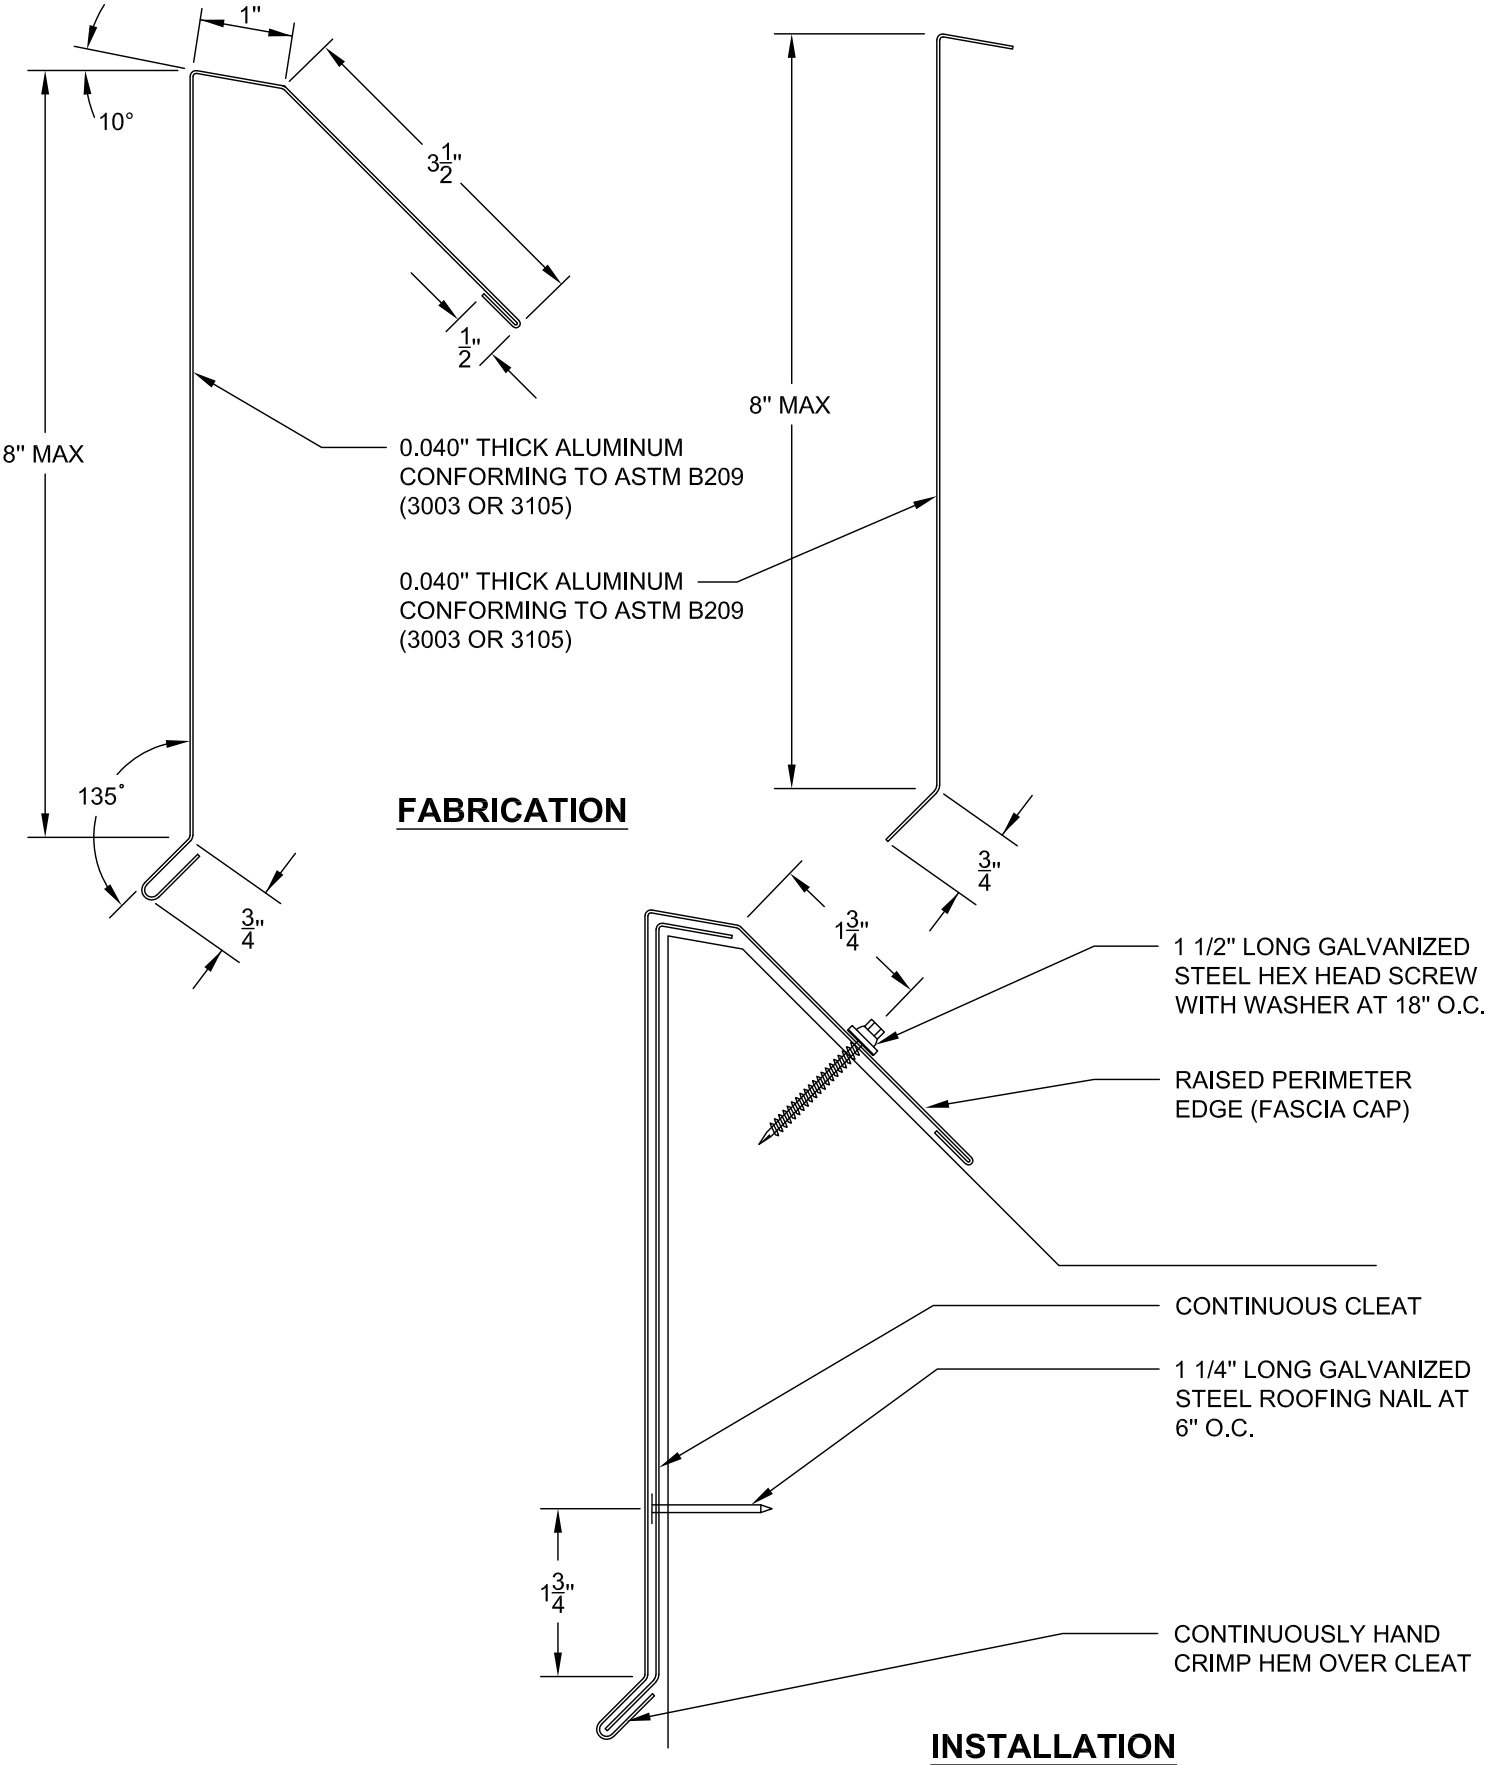 1"
10°
3 1/2"
1/2"
8" MAX
8" MAX
0.040" THICK ALUMINUM
CONFORMING TO ASTM B209
(3003 OR 3105)
0.040" THICK ALUMINUM
CONFORMING TO ASTM B209
(3003 OR 3105)
135°
FABRICATION
3/4"
3/4"
1 3/4"
1 1/2" LONG GALVANIZED
STEEL HEX HEAD SCREW
WITH WASHER AT 18" O.C.
RAISED PERIMETER
EDGE (FASCIA CAP)
CONTINUOUS CLEAT
1 1/4" LONG GALVANIZED
STEEL ROOFING NAIL AT
6" O.C.
1 3/4"
CONTINUOUSLY HAND
CRIMP HEM OVER CLEAT
INSTALLATION